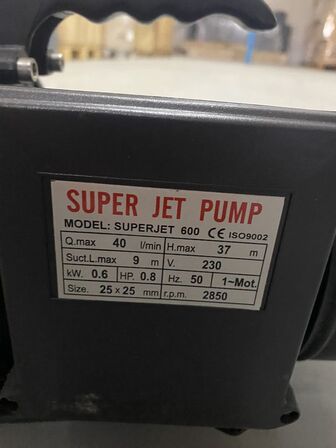 SUPER JET PUMP
MODEL: SUPERJET 600 CE ISO9002
Q.max 40 l/min H.max 37 m
Suct.L.max 9 m V. 230
kW. 0.6 HP. 0.8 Hz. 50 1~Mot.
Size. 25 x 25 mm r.p.m. 2850